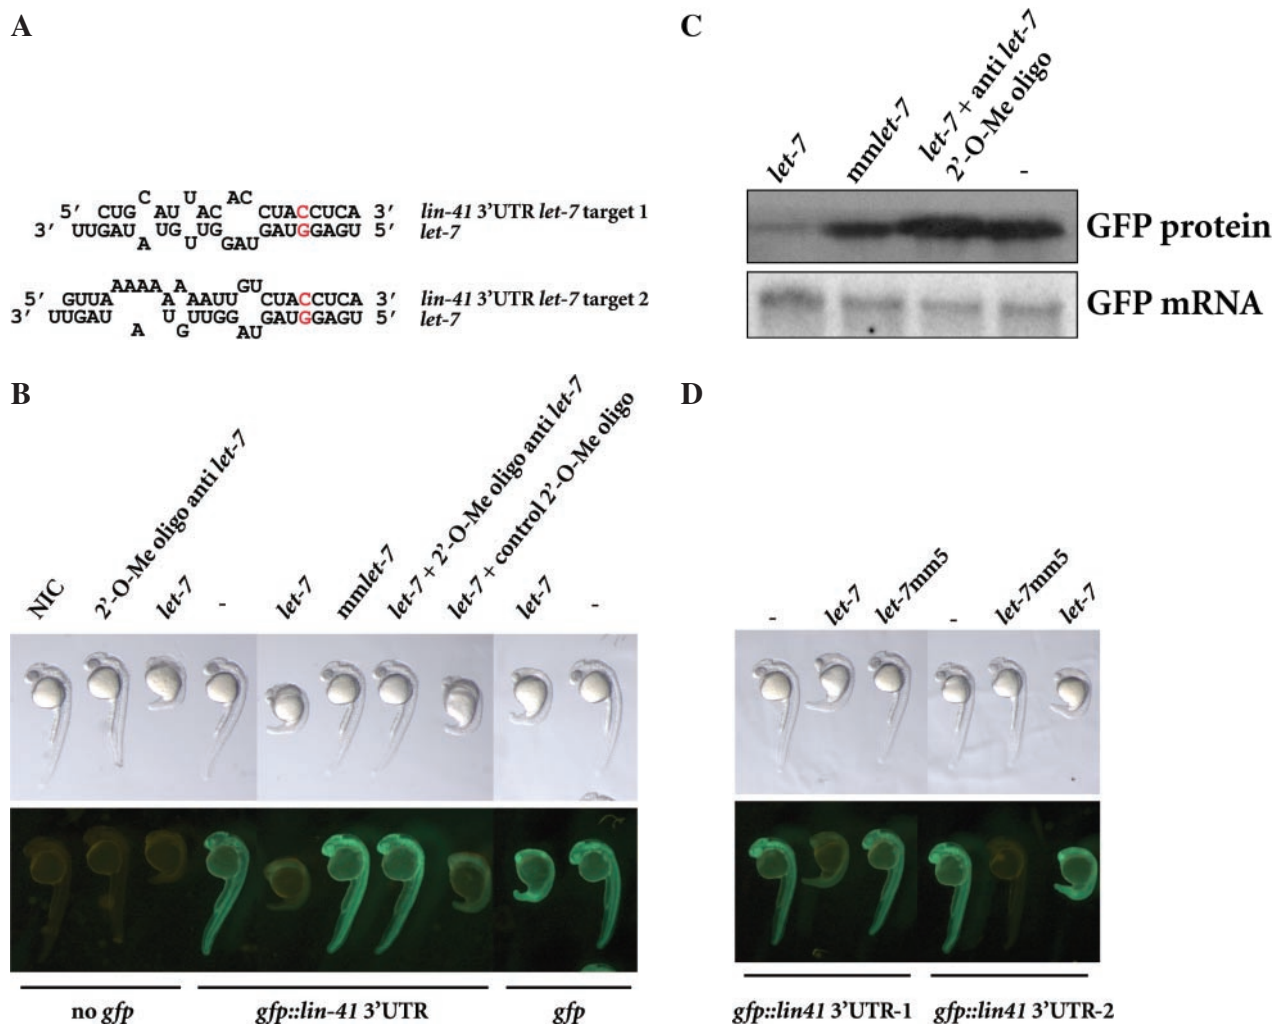 A
5′ CUG C AU U AC AC CUACCUCA 3′ lin-41 3’UTR let-7 target 1
3′ UUGAU A UG U UG GAU GAUGGAGU 5′ let-7
5′ GUUA AAAA A A AAUU GU CUACCUCA 3′ lin-41 3’UTR let-7 target 2
3′ UUGAU A U G UUGG AU GAUGGAGU 5′ let-7
C
let-7
mmlet-7
let-7 + anti let-7
2’-O-Me oligo
-
GFP protein
GFP mRNA
B
NIC
2’-O-Me oligo anti let-7
let-7
-
let-7
mmlet-7
let-7 + 2’-O-Me oligo anti let-7
let-7 + control 2’-O-Me oligo
let-7
-
no gfp
gfp::lin-41 3’UTR
gfp
D
-
let-7
let-7mm5
-
let-7mm5
let-7
gfp::lin41 3’UTR-1
gfp::lin41 3’UTR-2